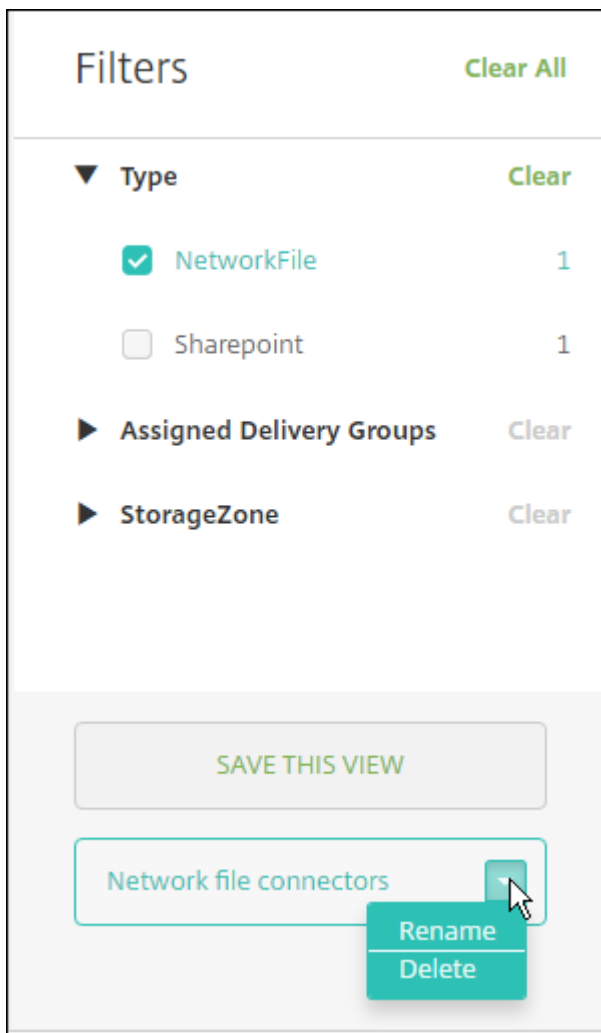 Filters Clear All
Type Clear
NetworkFile 1
Sharepoint 1
Assigned Delivery Groups Clear
StorageZone Clear
SAVE THIS VIEW
Network file connectors
Rename
Delete